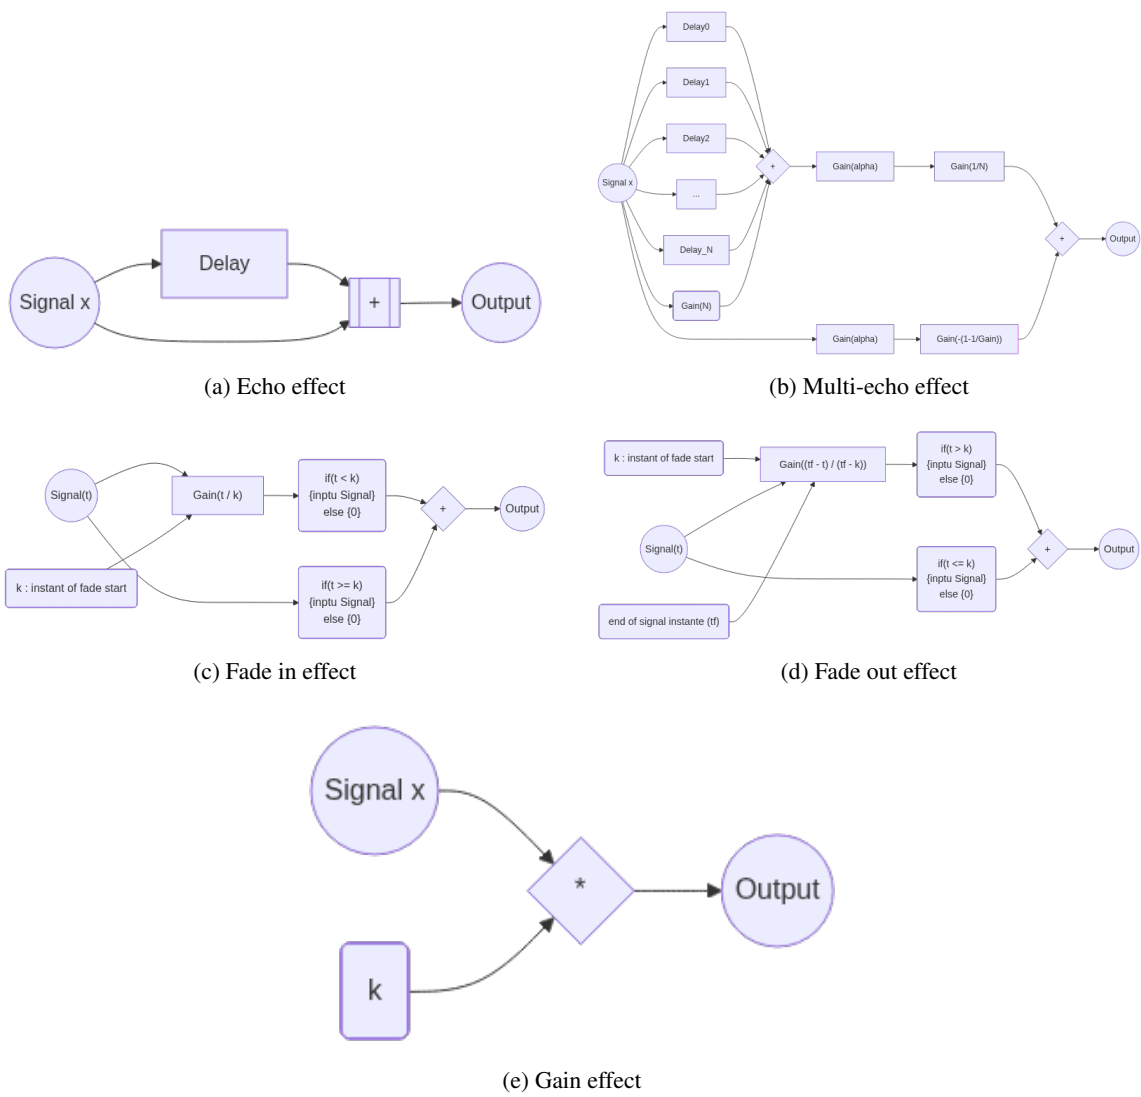 Signal x
Delay
+
Output
(a) Echo effect
Signal x
Delay0
Delay1
Delay2
...
Delay_N
Gain(N)
+
Gain(alpha)
Gain(1/N)
Gain(alpha)
Gain(-(1-1/Gain))
+
Output
(b) Multi-echo effect
Signal(t)
k : instant of fade start
Gain(t / k)
if(t < k)
{inptu Signal}
else {0}
if(t >= k)
{inptu Signal}
else {0}
+
Output
(c) Fade in effect
k : instant of fade start
Signal(t)
end of signal instante (tf)
Gain((tf - t) / (tf - k))
if(t > k)
{inptu Signal}
else {0}
if(t <= k)
{inptu Signal}
else {0}
+
Output
(d) Fade out effect
Signal x
k
*
Output
(e) Gain effect